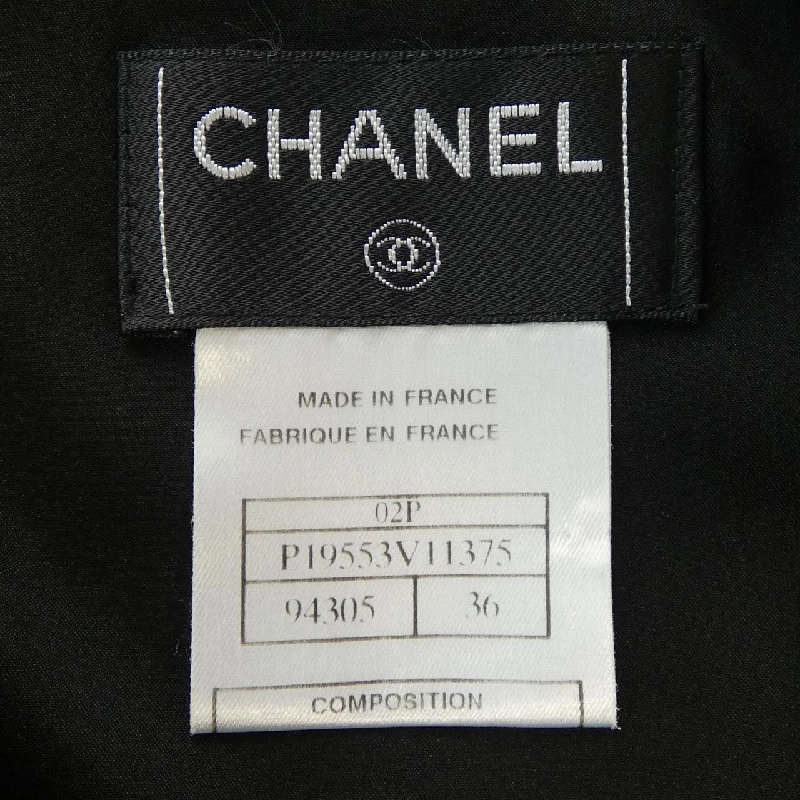 CHANEL
MADE IN FRANCE
FABRIQUE EN FRANCE
02P
P19553V11375
94305 36
COMPOSITION